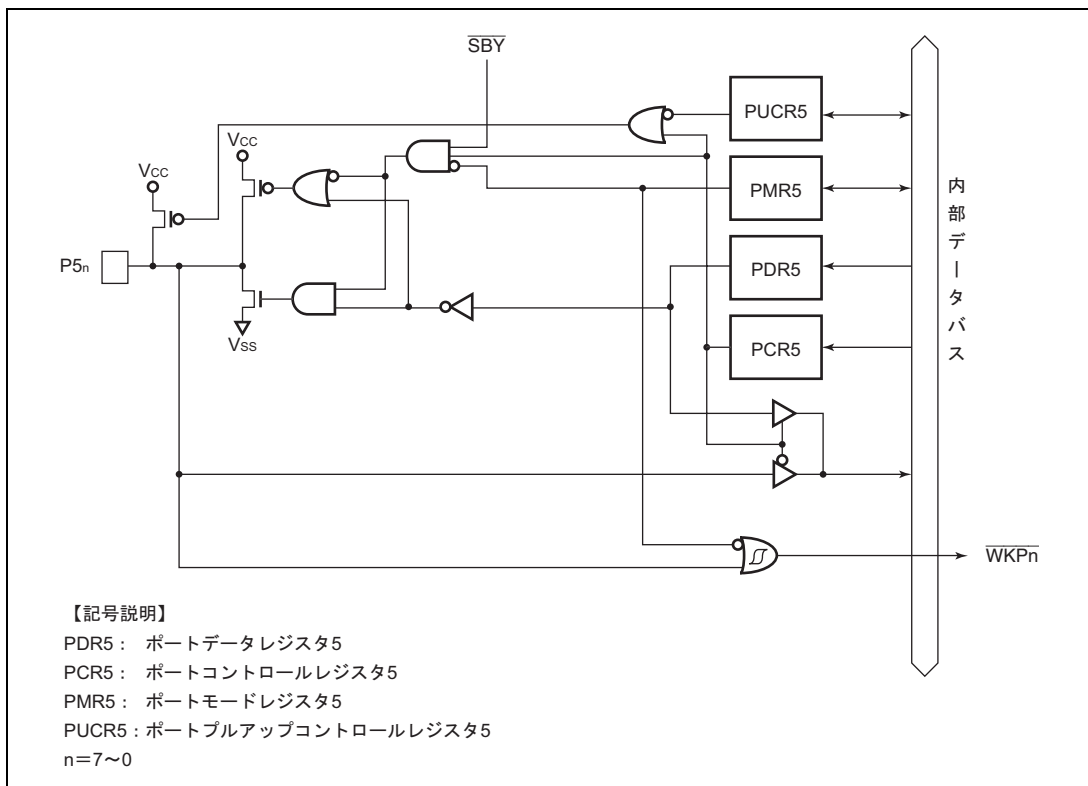 SBY
PUCR5
VCC
VCC
PMR5
内部データバス
P5n
PDR5
VSS
PCR5
WKPn
【記号説明】
PDR5： ポートデータレジスタ5
PCR5： ポートコントロールレジスタ5
PMR5： ポートモードレジスタ5
PUCR5：ポートプルアップコントロールレジスタ5
n＝7～0